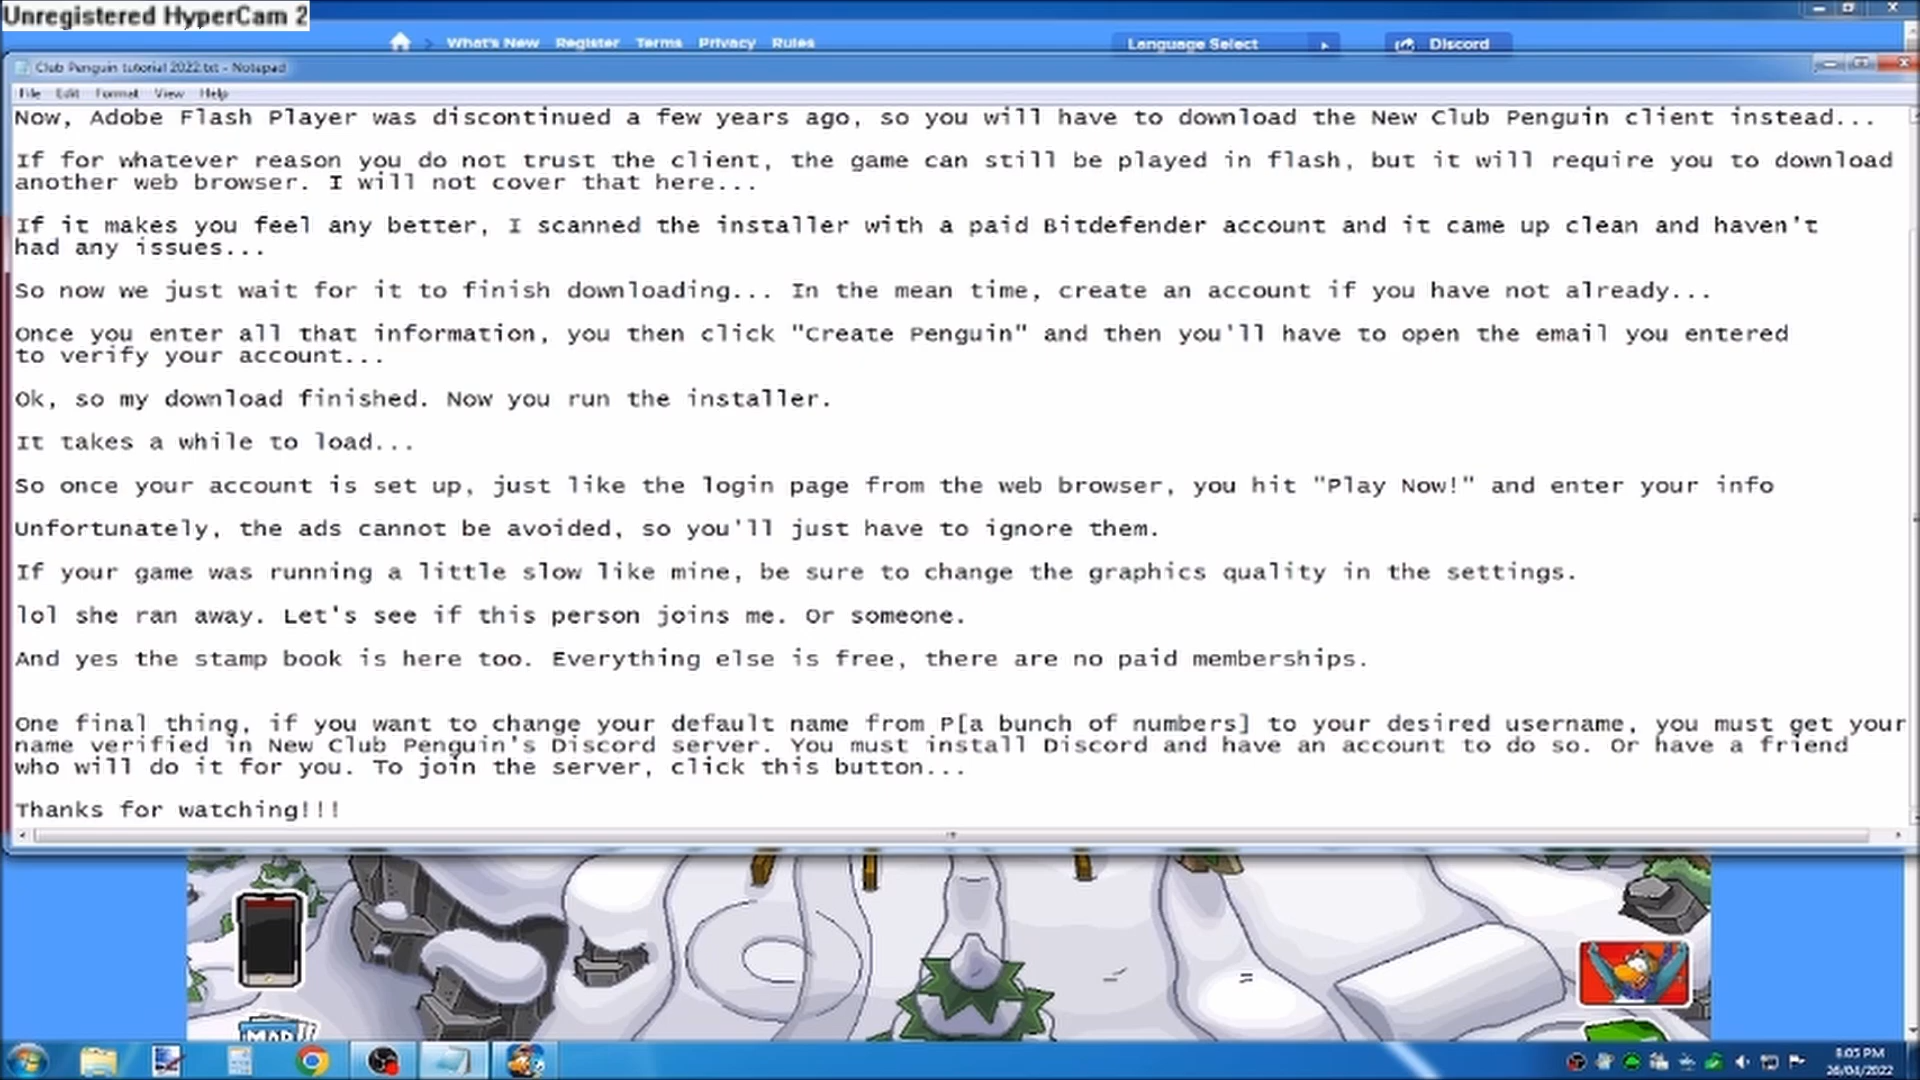 Unregistered HyperCam 2
What's New Register Terms Privacy Rules Language Select Discord
Club Penguin tutorial 2022.txt - Notepad
File Edit Format View Help
Now, Adobe Flash Player was discontinued a few years ago, so you will have to download the New Club Penguin client instead...
If for whatever reason you do not trust the client, the game can still be played in flash, but it will require you to download
another web browser. I will not cover that here...
If it makes you feel any better, I scanned the installer with a paid Bitdefender account and it came up clean and haven't
had any issues...
So now we just wait for it to finish downloading... In the mean time, create an account if you have not already...
Once you enter all that information, you then click "Create Penguin" and then you'll have to open the email you entered
to verify your account...
Ok, so my download finished. Now you run the installer.
It takes a while to load...
So once your account is set up, just like the login page from the web browser, you hit "Play Now!" and enter your info
Unfortunately, the ads cannot be avoided, so you'll just have to ignore them.
If your game was running a little slow like mine, be sure to change the graphics quality in the settings.
lol she ran away. Let's see if this person joins me. Or someone.
And yes the stamp book is here too. Everything else is free, there are no paid memberships.
One final thing, if you want to change your default name from P[a bunch of numbers] to your desired username, you must get your
name verified in New Club Penguin's Discord server. You must install Discord and have an account to do so. Or have a friend
who will do it for you. To join the server, click this button...
Thanks for watching!!!
MAP
8:05 PM
26/04/2022